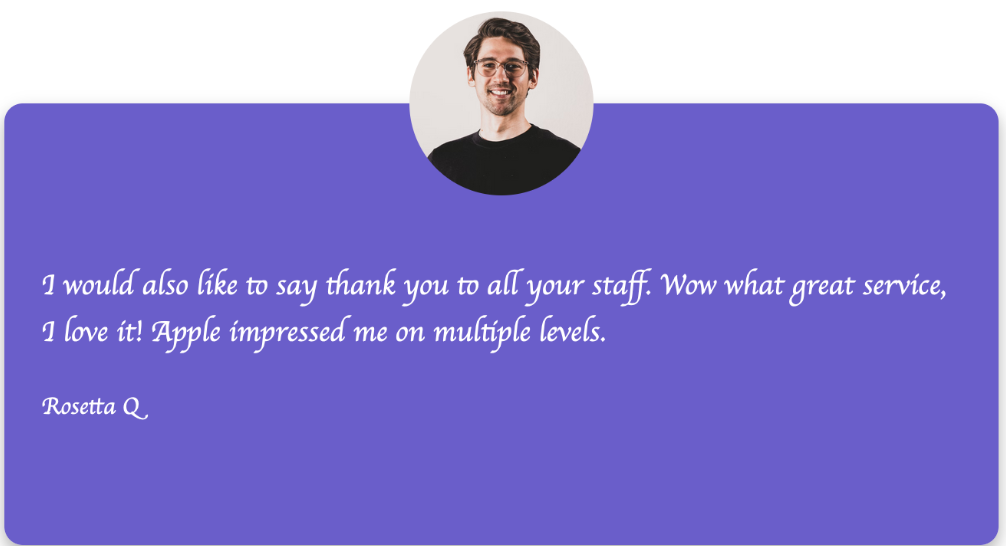 I would also like to say thank you to all your staff. Wow what great service,
I love it! Apple impressed me on multiple levels.
Rosetta Q